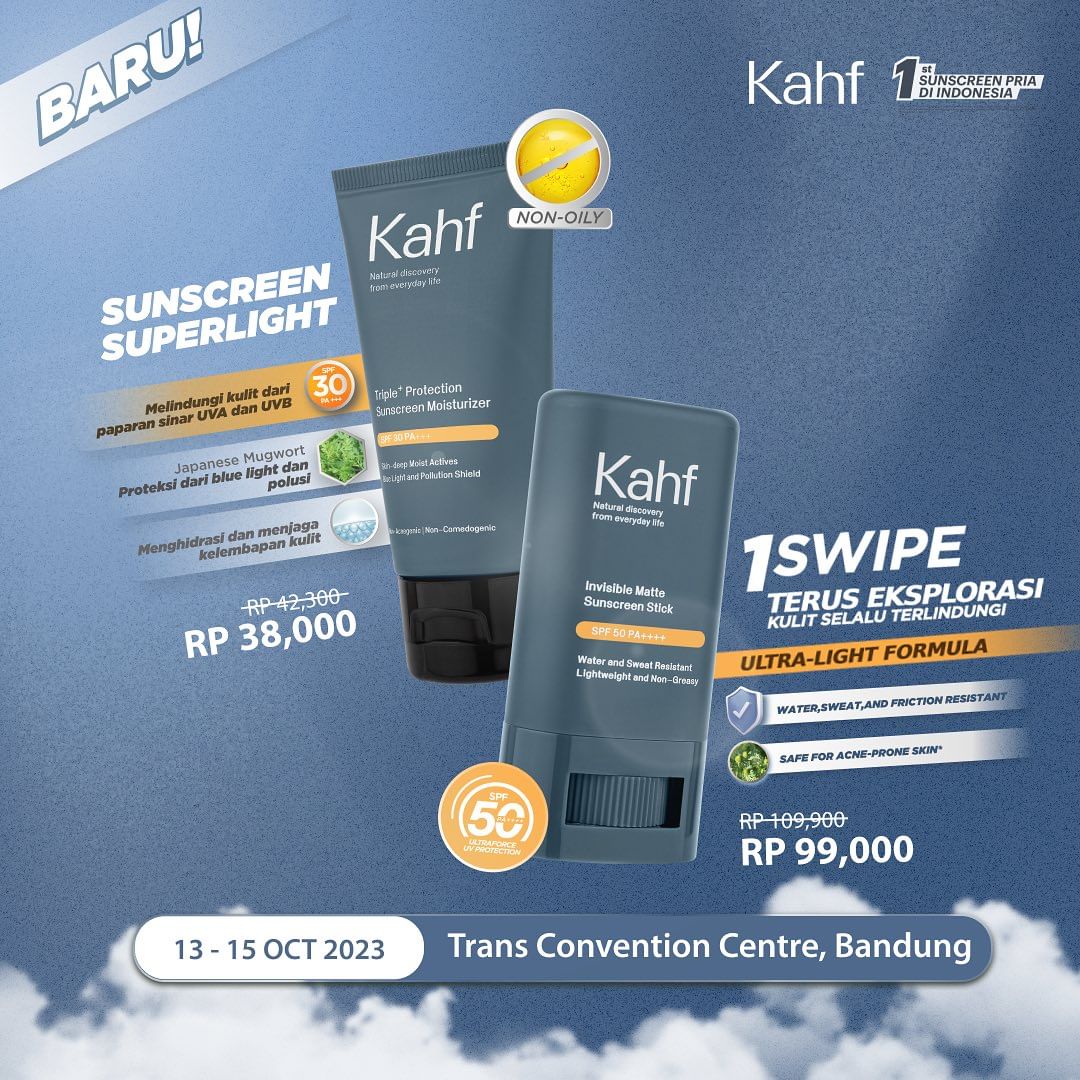 BARU!
Kahf
1st SUNSCREEN PRIA
DI INDONESIA
NON-OILY
Kahf
Natural discovery
from everyday life
Triple+ Protection
Sunscreen Moisturizer
SPF 30 PA+++
Skin-deep Moist Actives
Blue Light and Pollution Shield
Non-Comedogenic
SUNSCREEN
SUPERLIGHT
Melindungi kulit dari
paparan sinar UVA dan UVB
SPF
30
PA +++
Japanese Mugwort
Proteksi dari blue light dan
polusi
Menghidrasi dan menjaga
kelembapan kulit
RP 42,300
RP 38,000
Kahf
Natural discovery
from everyday life
Invisible Matte
Sunscreen Stick
SPF 50 PA++++
Water and Sweat Resistant
Lightweight and Non-Greasy
SPF
50
PA++++
ULTRAFORCE
UV PROTECTION
1SWIPE
TERUS EKSPLORASI
KULIT SELALU TERLINDUNGI
ULTRA-LIGHT FORMULA
WATER,SWEAT,AND FRICTION RESISTANT
SAFE FOR ACNE-PRONE SKIN*
RP 109,900
RP 99,000
13 - 15 OCT 2023
Trans Convention Centre, Bandung